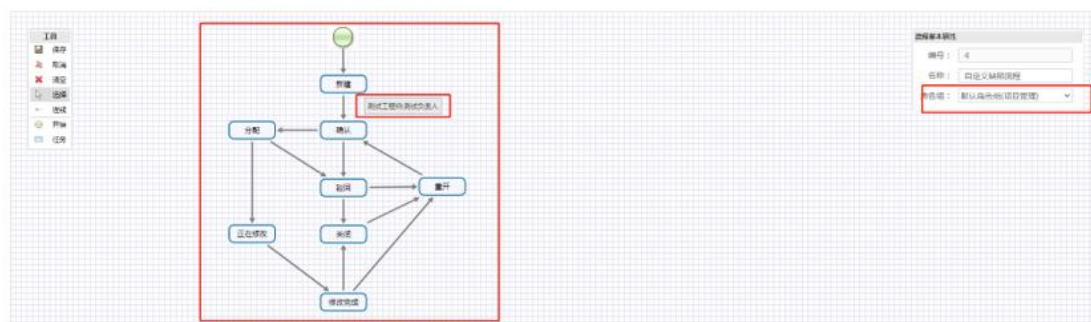 工具
保存
取消
清空
选择
连线
开始
任务
新建
测试工程师,测试负责人
分配
确认
驳回
重开
正在修改
关闭
修改完成
流程基本属性
编号： 4
名称： 自定义缺陷流程
角色组： 默认角色组(项目管理)